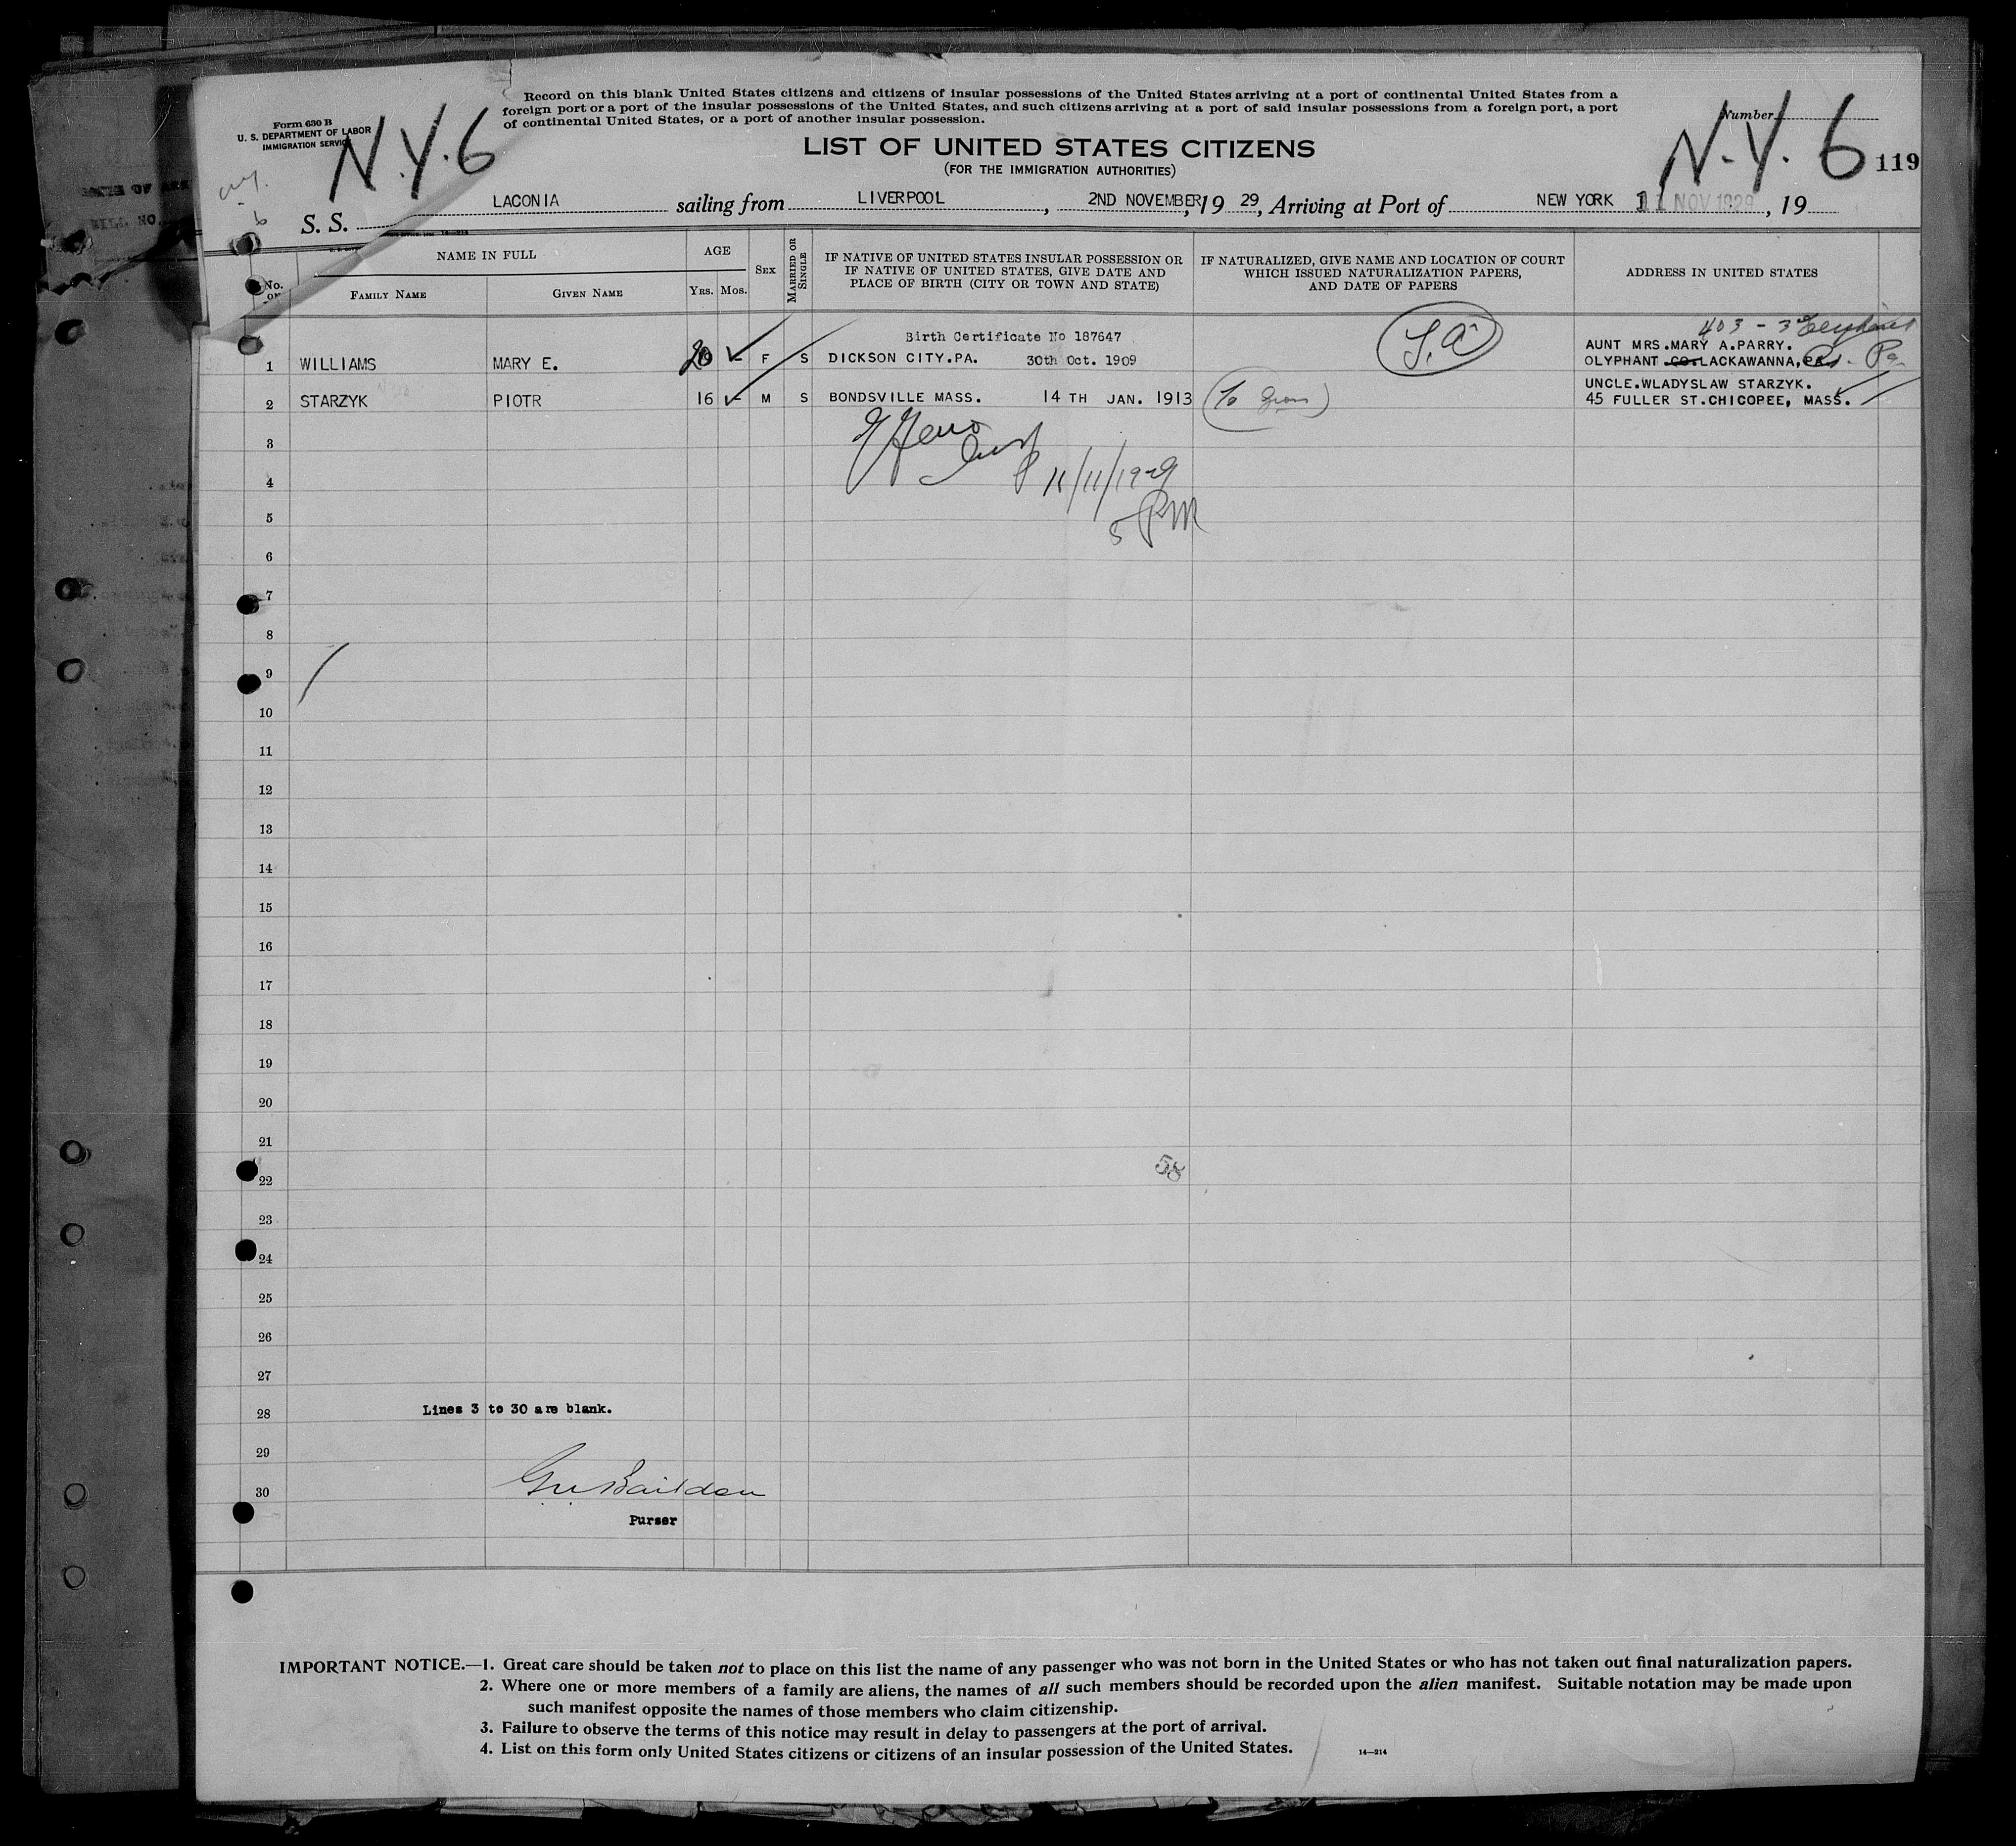 Record on this blank United States citizens and citizens of insular possessions of the United States arriving at a port of continental United States from a
foreign port or a port of the insular possessions of the United States, and such citizens arriving at a port of said insular possessions from a foreign port, a port
of continental United States, or a port of another insular possession.
Form 630 B
U. S. DEPARTMENT OF LABOR
IMMIGRATION SERVIC
N.Y.6
Number
N.Y. 6
119
LIST OF UNITED STATES CITIZENS
(FOR THE IMMIGRATION AUTHORITIES)
S. S. LACONIA sailing from LIVERPOOL, 2ND NOVEMBER, 19 29, Arriving at Port of NEW YORK 11 NOV 1929, 19
No. on
NAME IN FULL
FAMILY NAME
GIVEN NAME
AGE
YRS.
MOS.
SEX
MARRIED OR SINGLE
IF NATIVE OF UNITED STATES INSULAR POSSESSION OR
IF NATIVE OF UNITED STATES, GIVE DATE AND
PLACE OF BIRTH (CITY OR TOWN AND STATE)
IF NATURALIZED, GIVE NAME AND LOCATION OF COURT
WHICH ISSUED NATURALIZATION PAPERS,
AND DATE OF PAPERS
ADDRESS IN UNITED STATES
Birth Certificate No 187647
403 - 3
AUNT MRS.MARY A.PARRY.
1 WILLIAMS MARY E. 20 F S DICKSON CITY.PA. 30th Oct. 1909
OLYPHANT CO.LACKAWANNA, PA. Pa
UNCLE.WLADYSLAW STARZYK.
2 STARZYK PIOTR 16 M S BONDSVILLE MASS. 14 TH JAN. 1913
45 FULLER ST.CHICOPEE, MASS.
3
4 11/11/1929
5 5 PM
6
7
8
9
10
11
12
13
14
15
16
17
18
19
20
21
58
22
23
24
25
26
27
28 Lines 3 to 30 are blank.
29
30
Purser
IMPORTANT NOTICE.—1. Great care should be taken not to place on this list the name of any passenger who was not born in the United States or who has not taken out final naturalization papers.
2. Where one or more members of a family are aliens, the names of all such members should be recorded upon the alien manifest. Suitable notation may be made upon
such manifest opposite the names of those members who claim citizenship.
3. Failure to observe the terms of this notice may result in delay to passengers at the port of arrival.
4. List on this form only United States citizens or citizens of an insular possession of the United States.
14—214